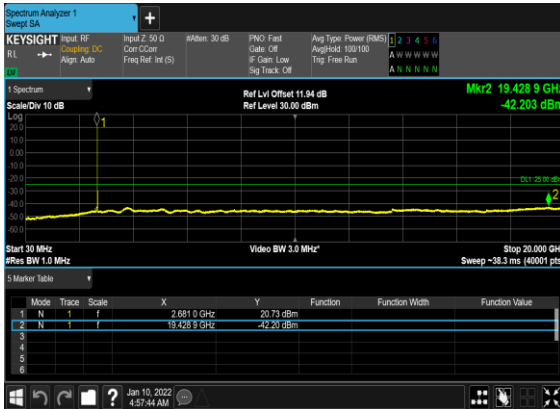 Spectrum Analyzer 1
Swept SA
+
KEYSIGHT Input: RF Input Z: 50 Ω #Atten: 30 dB PNO: Fast Avg Type: Power (RMS) 1 2 3 4 5 6
RL Coupling: DC Corr CCorr Gate: Off Avg|Hold: 100/100 A W W W W W
Align: Auto Freq Ref: Int (S) IF Gain: Low Trig: Free Run
LXI Sig Track: Off A N N N N N
1 Spectrum Ref Lvl Offset 11.94 dB Mkr2 19.428 9 GHz
Scale/Div 10 dB Ref Level 30.00 dBm -42.203 dBm
Log
1
20.0
10.0
0.00
-10.0
-20.0 DL1 -25.00 dBm
-30.0 2
-40.0
-50.0
-60.0
Start 30 MHz Video BW 3.0 MHz* Stop 20.000 GHz
#Res BW 1.0 MHz Sweep ~38.3 ms (40001 pts)
5 Marker Table
Mode Trace Scale X Y Function Function Width Function Value
1 N 1 f 2.681 0 GHz 20.73 dBm
2 N 1 f 19.428 9 GHz -42.20 dBm
3
4
5
6
? Jan 10, 2022
4:57:44 AM